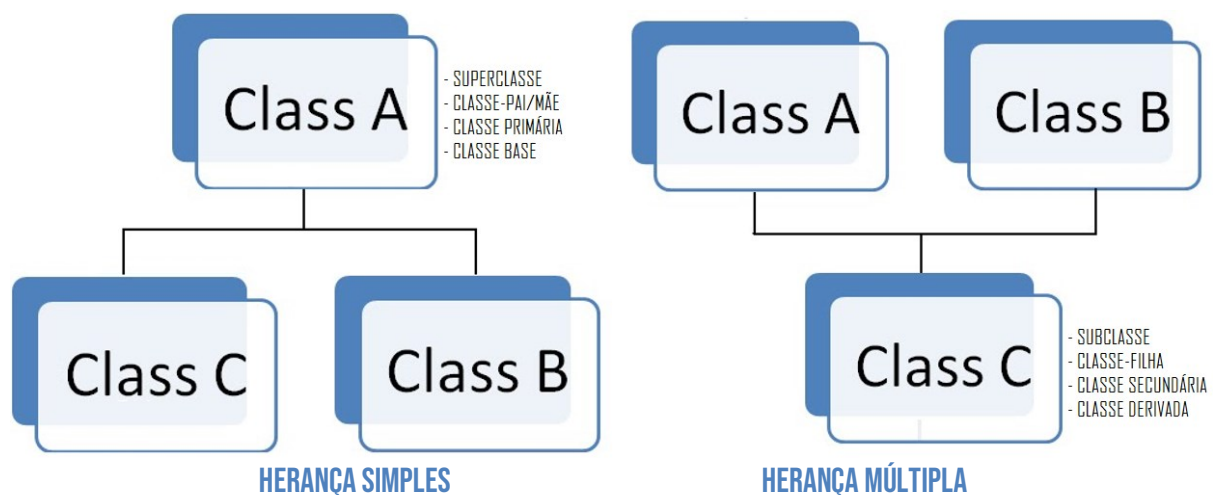 Class A
- SUPERCLASSE
- CLASSE-PAI/MÃE
- CLASSE PRIMÁRIA
- CLASSE BASE
Class C
Class B
HERANÇA SIMPLES
Class A
Class B
Class C
- SUBCLASSE
- CLASSE-FILHA
- CLASSE SECUNDÁRIA
- CLASSE DERIVADA
HERANÇA MÚLTIPLA